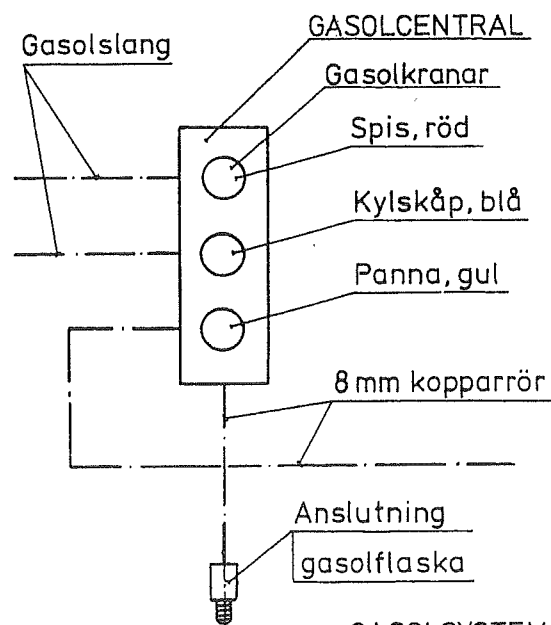 GASOLCENTRAL
Gasolslang
Gasolkranar
Spis, röd
Kylskåp, blå
Panna, gul
8 mm kopparrör
Anslutning
gasolflaska